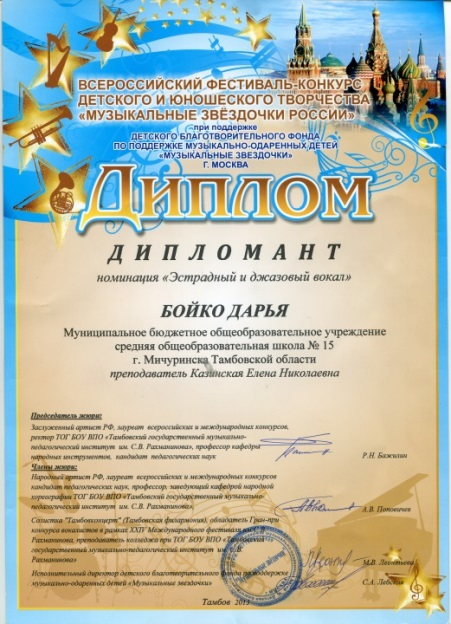 ВСЕРОССИЙСКИЙ ФЕСТИВАЛЬ-КОНКУРС
ДЕТСКОГО И ЮНОШЕСКОГО ТВОРЧЕСТВА
«МУЗЫКАЛЬНЫЕ ЗВЁЗДОЧКИ РОССИИ»
при поддержке
ДЕТСКОГО БЛАГОТВОРИТЕЛЬНОГО ФОНДА
ПО ПОДДЕРЖКЕ МУЗЫКАЛЬНО-ОДАРЕННЫХ ДЕТЕЙ
«МУЗЫКАЛЬНЫЕ ЗВЕЗДОЧКИ»
Г. МОСКВА
ДИПЛОМ
ДИПЛОМАНТ
номинация «Эстрадный и джазовый вокал»
БОЙКО ДАРЬЯ
Муниципальное бюджетное общеобразовательное учреждение
средняя общеобразовательная школа № 15
г. Мичуринска Тамбовской области
преподаватель Казинская Елена Николаевна
Председатель жюри:
Заслуженный артист РФ, лауреат всероссийских и международных конкурсов,
ректор ТОГ БОУ ВПО «Тамбовский государственный музыкально-
педагогический институт им. С.В. Рахманинова», профессор кафедры
народных инструментов, кандидат педагогических наук
Р.Н. Бажилин
Члены жюри:
Народный артист РФ, лауреат всероссийских и международных конкурсов
кандидат педагогических наук, профессор, заведующий кафедрой народной
хореографии ТОГ БОУ ВПО «Тамбовский государственный музыкально-
педагогический институт им. С.В. Рахманинова»,
А.В. Попович
Солистка "Тамбовконцерт" (Тамбовская филармония), обладатель Гран-при
конкурса вокалистов в рамках XXIV Международного фестиваля
Рахманинова, преподаватель колледжа при ТОГ БОУ ВПО «Тамбовский
государственный музыкально-педагогический институт им. С.В.
Рахманинова»
М.В. Леонтьева
Исполнительный директор детского благотворительного фонда по поддержке
музыкально-одаренных детей «Музыкальные звездочки»
С.А.
Тамбов 2013